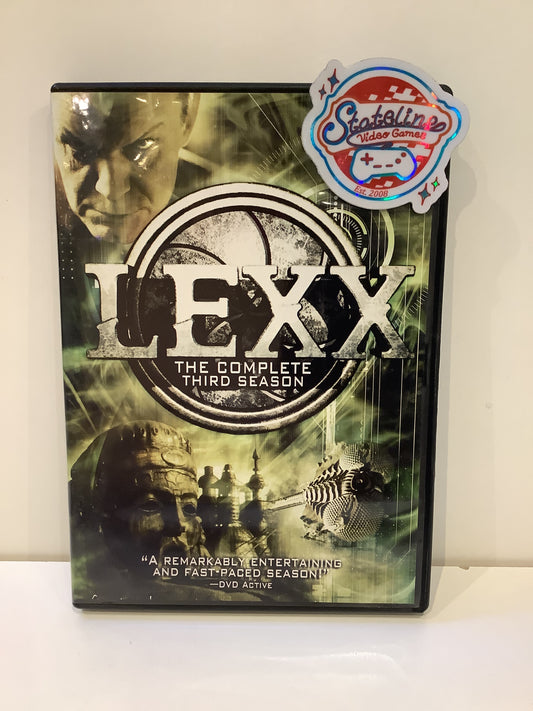 Stateline
Video Games
Est. 2008
LEXX
THE COMPLETE
THIRD SEASON
"A REMARKABLY ENTERTAINING
AND FAST-PACED SEASON!"
—DVD ACTIVE